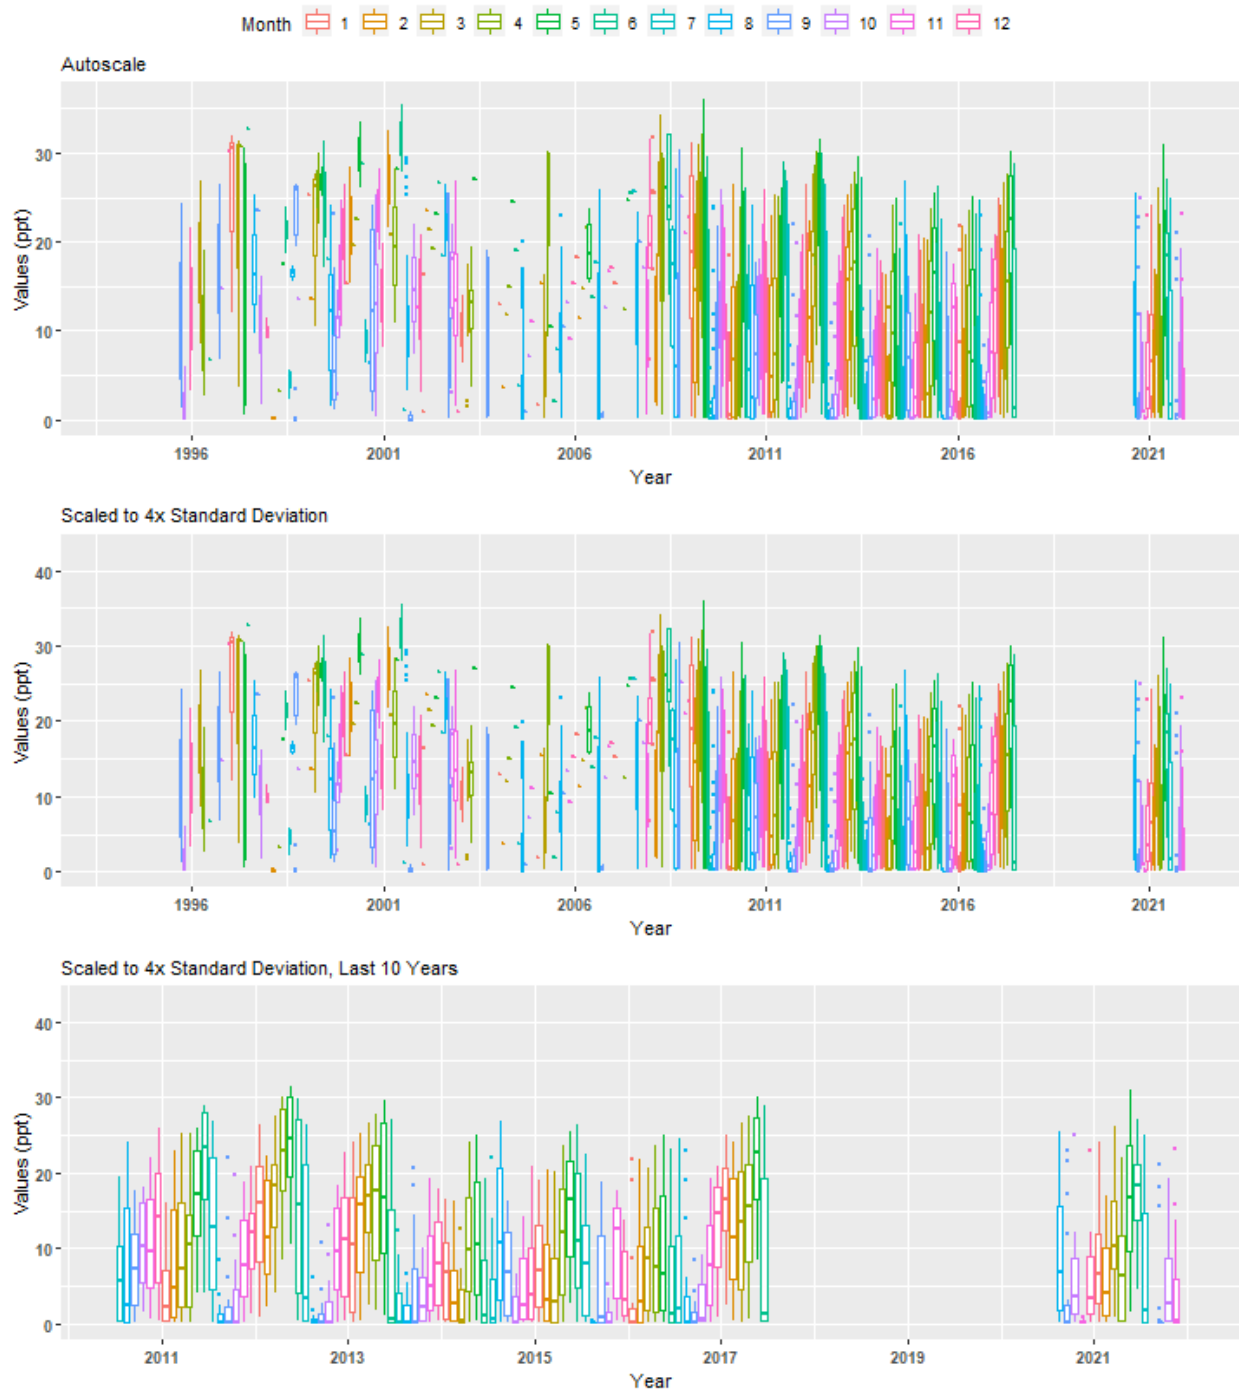 Month 1 2 3 4 5 6 7 8 9 10 11 12
Autoscale
30
20
10
0
Values (ppt)
1996 2001 2006 2011 2016 2021
Year
Scaled to 4x Standard Deviation
40
30
20
10
0
Values (ppt)
1996 2001 2006 2011 2016 2021
Year
Scaled to 4x Standard Deviation, Last 10 Years
40
30
20
10
0
Values (ppt)
2011 2013 2015 2017 2019 2021
Year